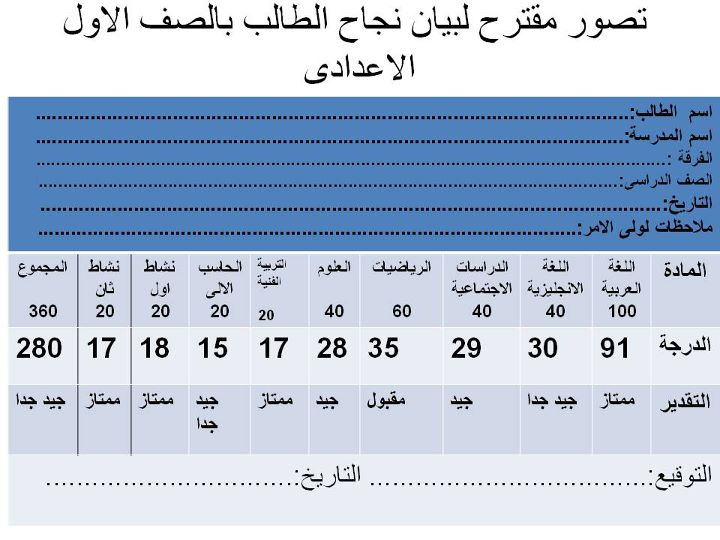 تصور مقترح لبيان نجاح الطالب بالصف الاول
الاعدادى
اسم الطالب:................................................................
اسم المدرسة:................................................................
الفرقة :................................................................
الصف الدراسى:................................................................
التاريخ:................................................................
ملاحظات لولى الامر:................................................................
المادة اللغة العربية 100 اللغة الانجليزية 40 الدراسات الاجتماعية 40 الرياضيات 60 العلوم 40 التربية الفنية 20 الحاسب الالى 20 نشاط اول 20 نشاط ثان 20 المجموع 360
الدرجة 91 30 29 35 28 17 15 18 17 280
التقدير ممتاز جيد جدا جيد مقبول جيد ممتاز جيد جدا ممتاز ممتاز جيد جدا
التوقيع:.................................... التاريخ:................................